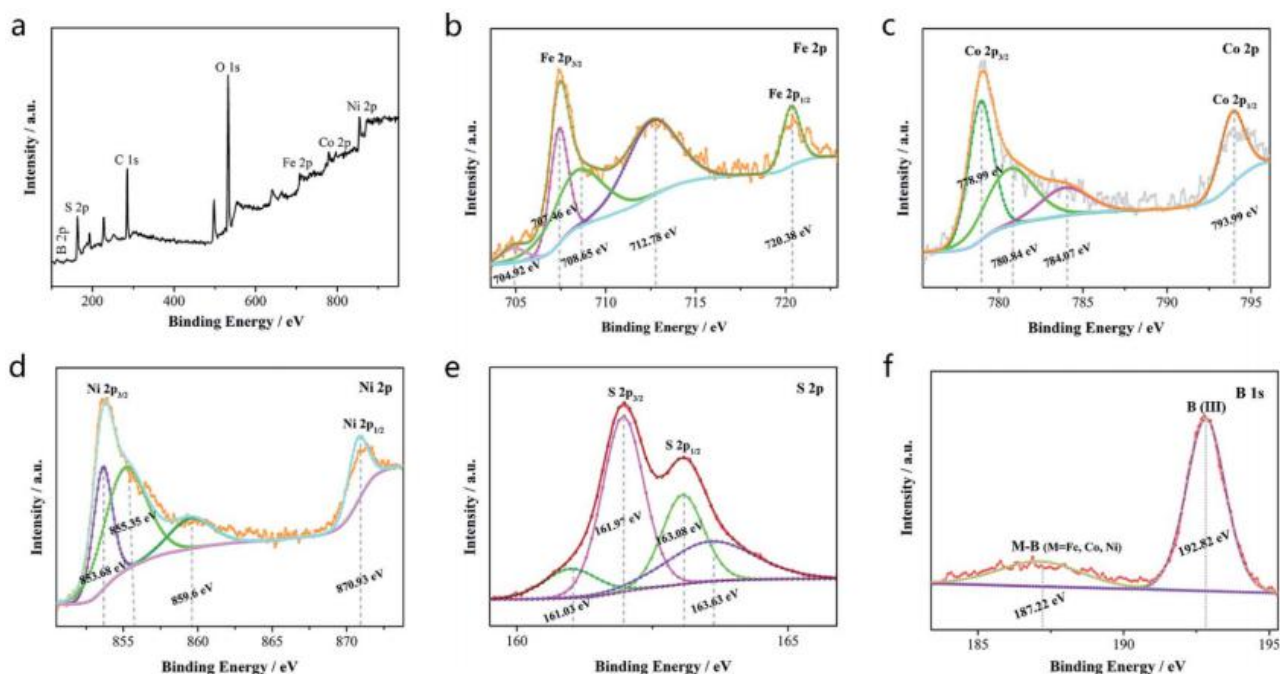 a
Intensity / a.u.
B 2p
S 2p
C 1s
O 1s
Fe 2p
Co 2p
Ni 2p
200 400 600 800
Binding Energy / eV
b
Intensity / a.u.
Fe 2p
Fe 2p3/2
Fe 2p1/2
704.92 eV
707.46 eV
708.65 eV
712.78 eV
720.38 eV
705 710 715 720
Binding Energy / eV
c
Intensity / a.u.
Co 2p
Co 2p3/2
Co 2p1/2
778.99 eV
780.84 eV
784.07 eV
793.99 eV
780 785 790 795
Binding Energy / eV
d
Intensity / a.u.
Ni 2p
Ni 2p3/2
Ni 2p1/2
853.68 eV
855.35 eV
859.6 eV
870.93 eV
855 860 865 870
Binding Energy / eV
e
Intensity / a.u.
S 2p
S 2p3/2
S 2p1/2
161.03 eV
161.97 eV
163.08 eV
163.63 eV
160 165
Binding Energy / eV
f
Intensity / a.u.
B 1s
B (III)
M-B (M=Fe, Co, Ni)
187.22 eV
192.82 eV
185 190 195
Binding Energy / eV